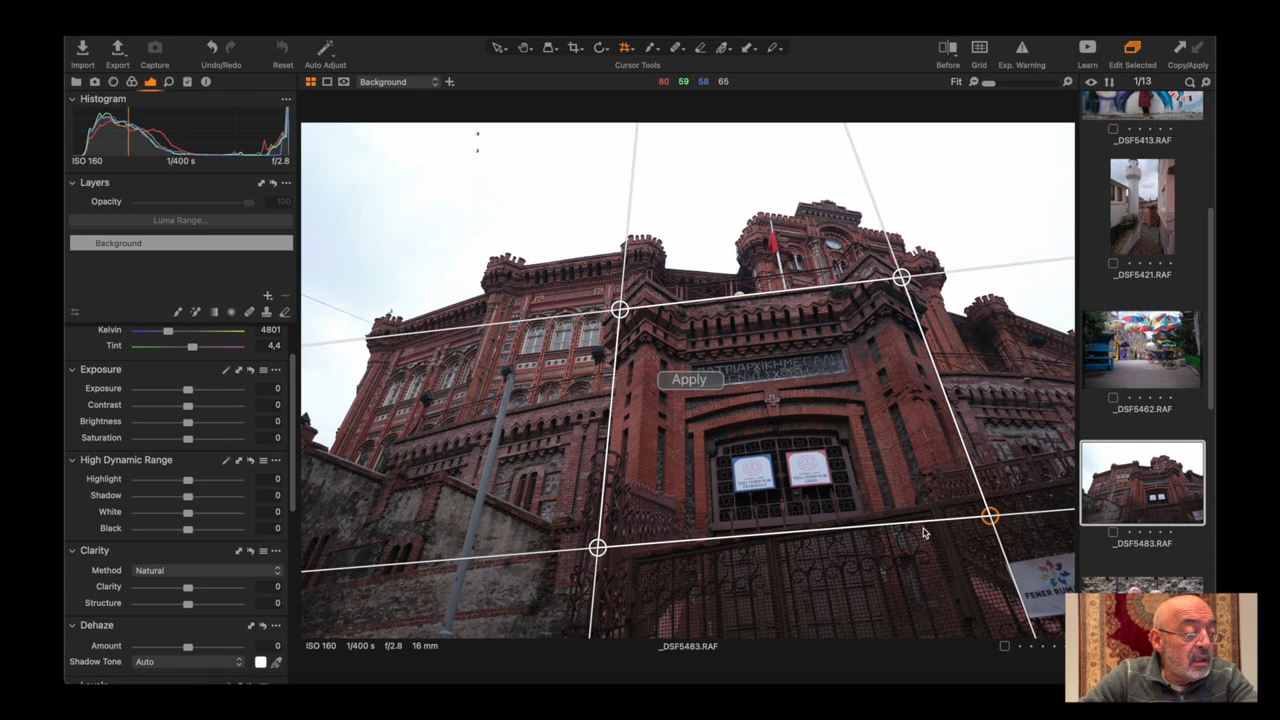 Import
Export
Capture
Undo/Redo
Reset
Auto Adjust
Cursor Tools
Before
Grid
Exp. Warning
Learn
Edit Selected
Copy/Apply
Background
80 59 58 65
Fit
1/13
Histogram
ISO 160
1/400 s
f/2.8
Layers
Opacity
100
Luma Range...
Background
Kelvin
4801
Tint
4,4
Exposure
Exposure
0
Contrast
0
Brightness
0
Saturation
0
High Dynamic Range
Highlight
0
Shadow
0
White
0
Black
0
Clarity
Method
Natural
Clarity
0
Structure
0
Dehaze
Amount
0
Shadow Tone
Auto
Apply
FENER RUM
ISO 160
1/400 s
f/2.8
16 mm
_DSF5483.RAF
_DSF5413.RAF
_DSF5421.RAF
_DSF5462.RAF
_DSF5483.RAF